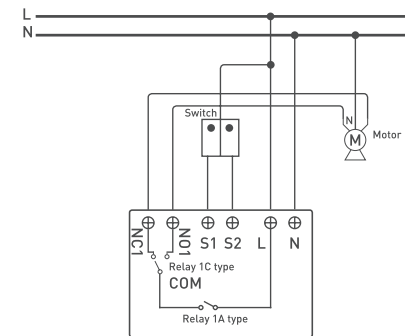 L
N
Switch
N
M
Motor
NC1
NO1
S1
S2
L
N
Relay 1C type
COM
Relay 1A type